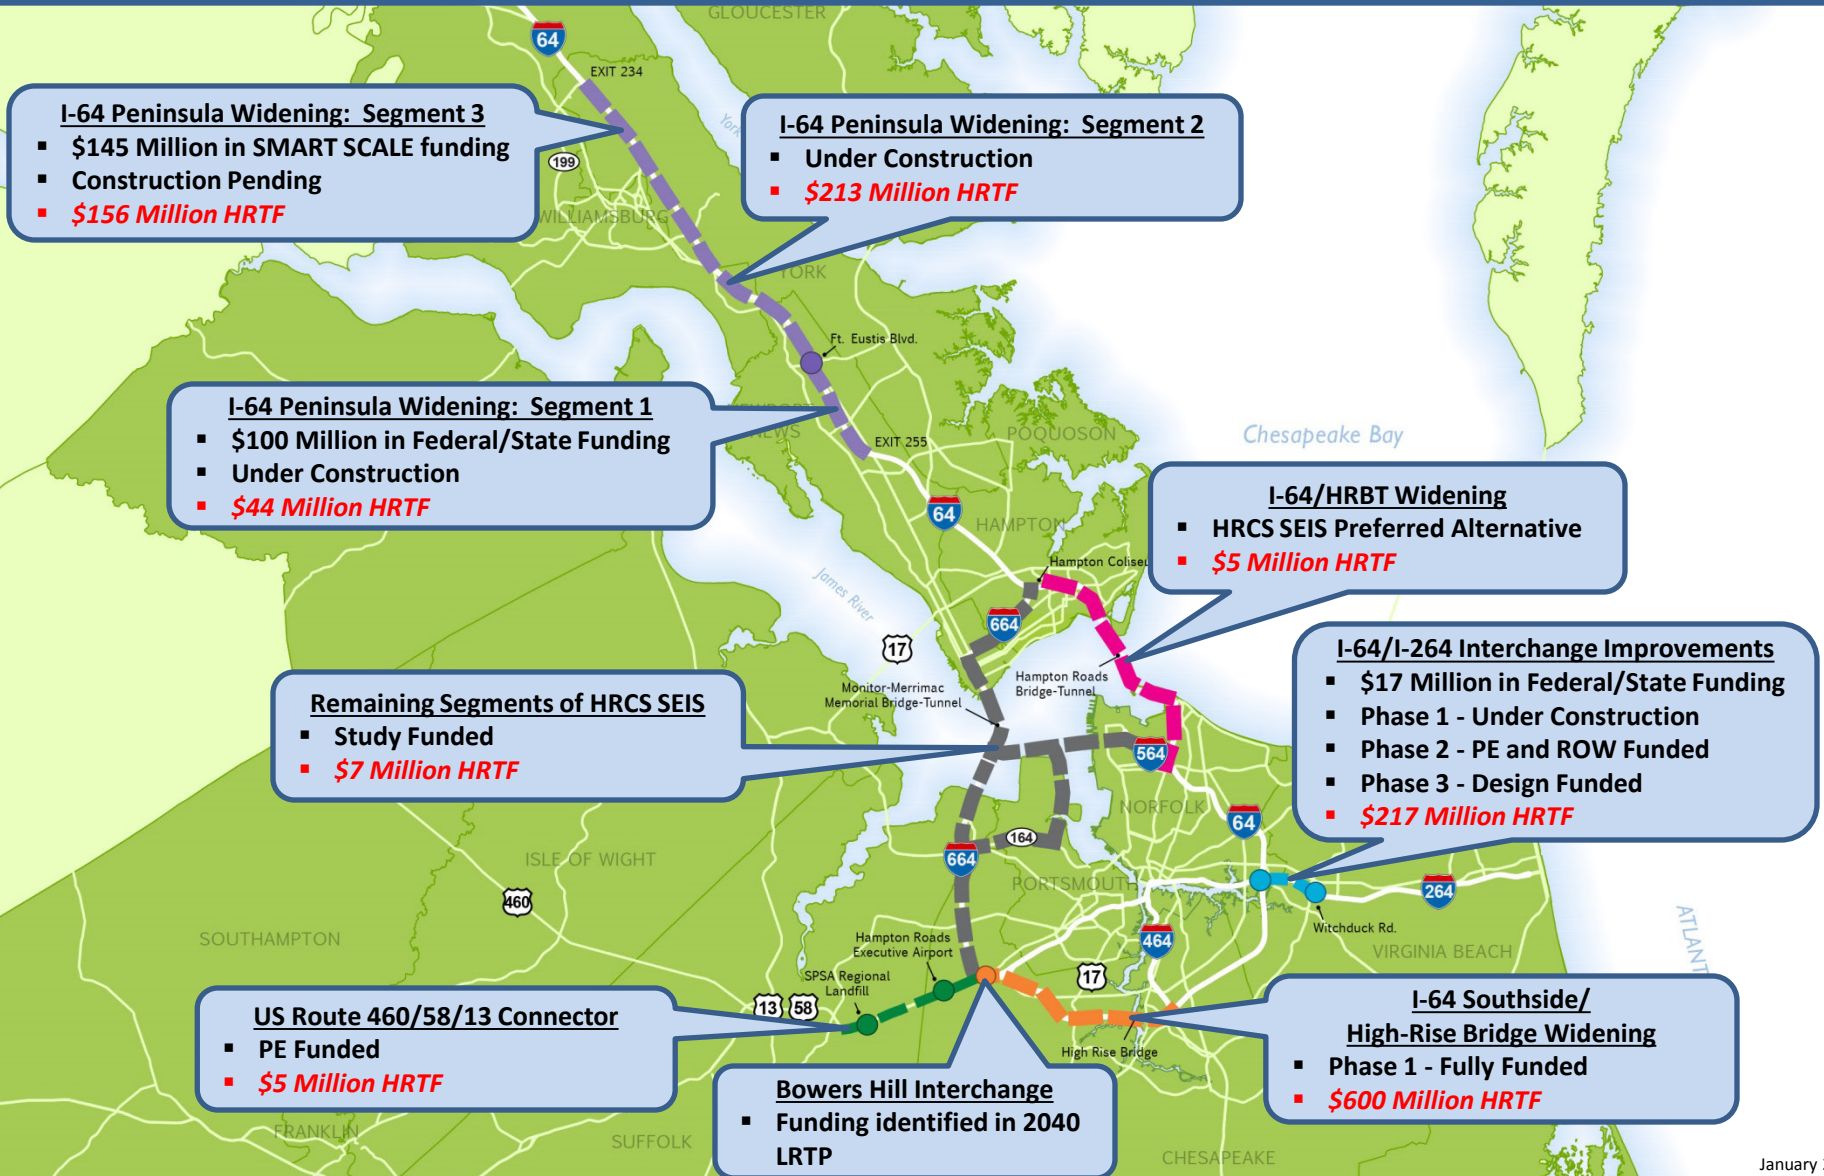 GLOUCESTER
64
EXIT 234
I-64 Peninsula Widening: Segment 3
▪ $145 Million in SMART SCALE funding
▪ Construction Pending
▪ $156 Million HRTF
I-64 Peninsula Widening: Segment 2
▪ Under Construction
▪ $213 Million HRTF
York
199
WILLIAMSBURG
YORK
Ft. Eustis Blvd.
I-64 Peninsula Widening: Segment 1
▪ $100 Million in Federal/State Funding
▪ Under Construction
▪ $44 Million HRTF
NEWS
EXIT 255
POQUOSON
Chesapeake Bay
64
HAMPTON
I-64/HRBT Widening
▪ HRCS SEIS Preferred Alternative
▪ $5 Million HRTF
Hampton Coliseu
James River
664
17
I-64/I-264 Interchange Improvements
▪ $17 Million in Federal/State Funding
▪ Phase 1 - Under Construction
▪ Phase 2 - PE and ROW Funded
▪ Phase 3 - Design Funded
▪ $217 Million HRTF
Hampton Roads
Bridge-Tunnel
Monitor-Merrimac
Memorial Bridge-Tunnel
Remaining Segments of HRCS SEIS
▪ Study Funded
▪ $7 Million HRTF
564
NORFOLK
64
164
664
ISLE OF WIGHT
PORTSMOUTH
460
264
Witchduck Rd.
ATLANT
SOUTHAMPTON
Hampton Roads
Executive Airport
464
VIRGINIA BEACH
SPSA Regional
Landfill
17
13
58
US Route 460/58/13 Connector
▪ PE Funded
▪ $5 Million HRTF
High Rise Bridge
I-64 Southside/
High-Rise Bridge Widening
▪ Phase 1 - Fully Funded
▪ $600 Million HRTF
Bowers Hill Interchange
▪ Funding identified in 2040
LRTP
FRANKLIN
SUFFOLK
CHESAPEAKE
January